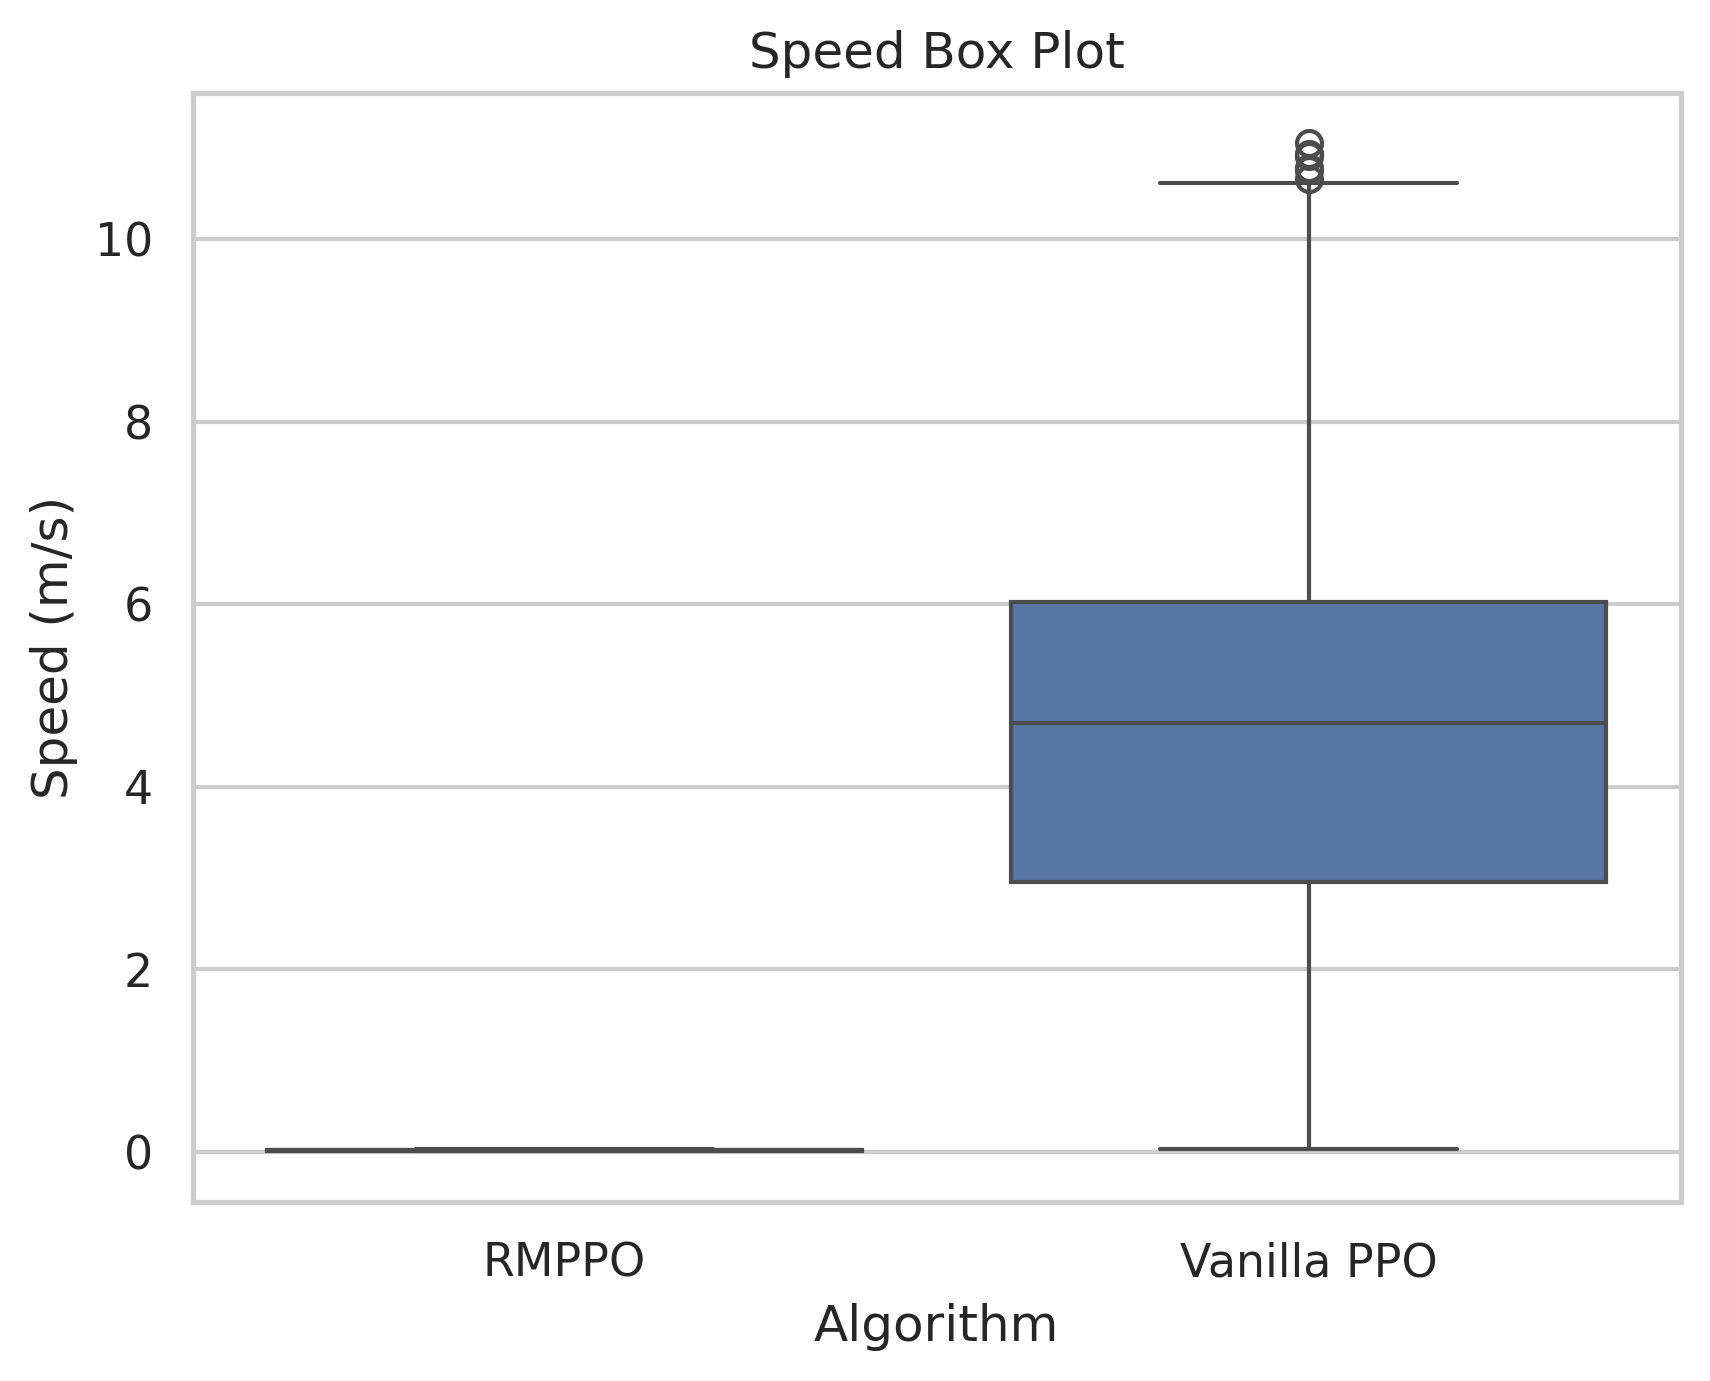 Speed Box Plot
Speed (m/s)
10
8
6
4
2
0
RMPPO
Vanilla PPO
Algorithm